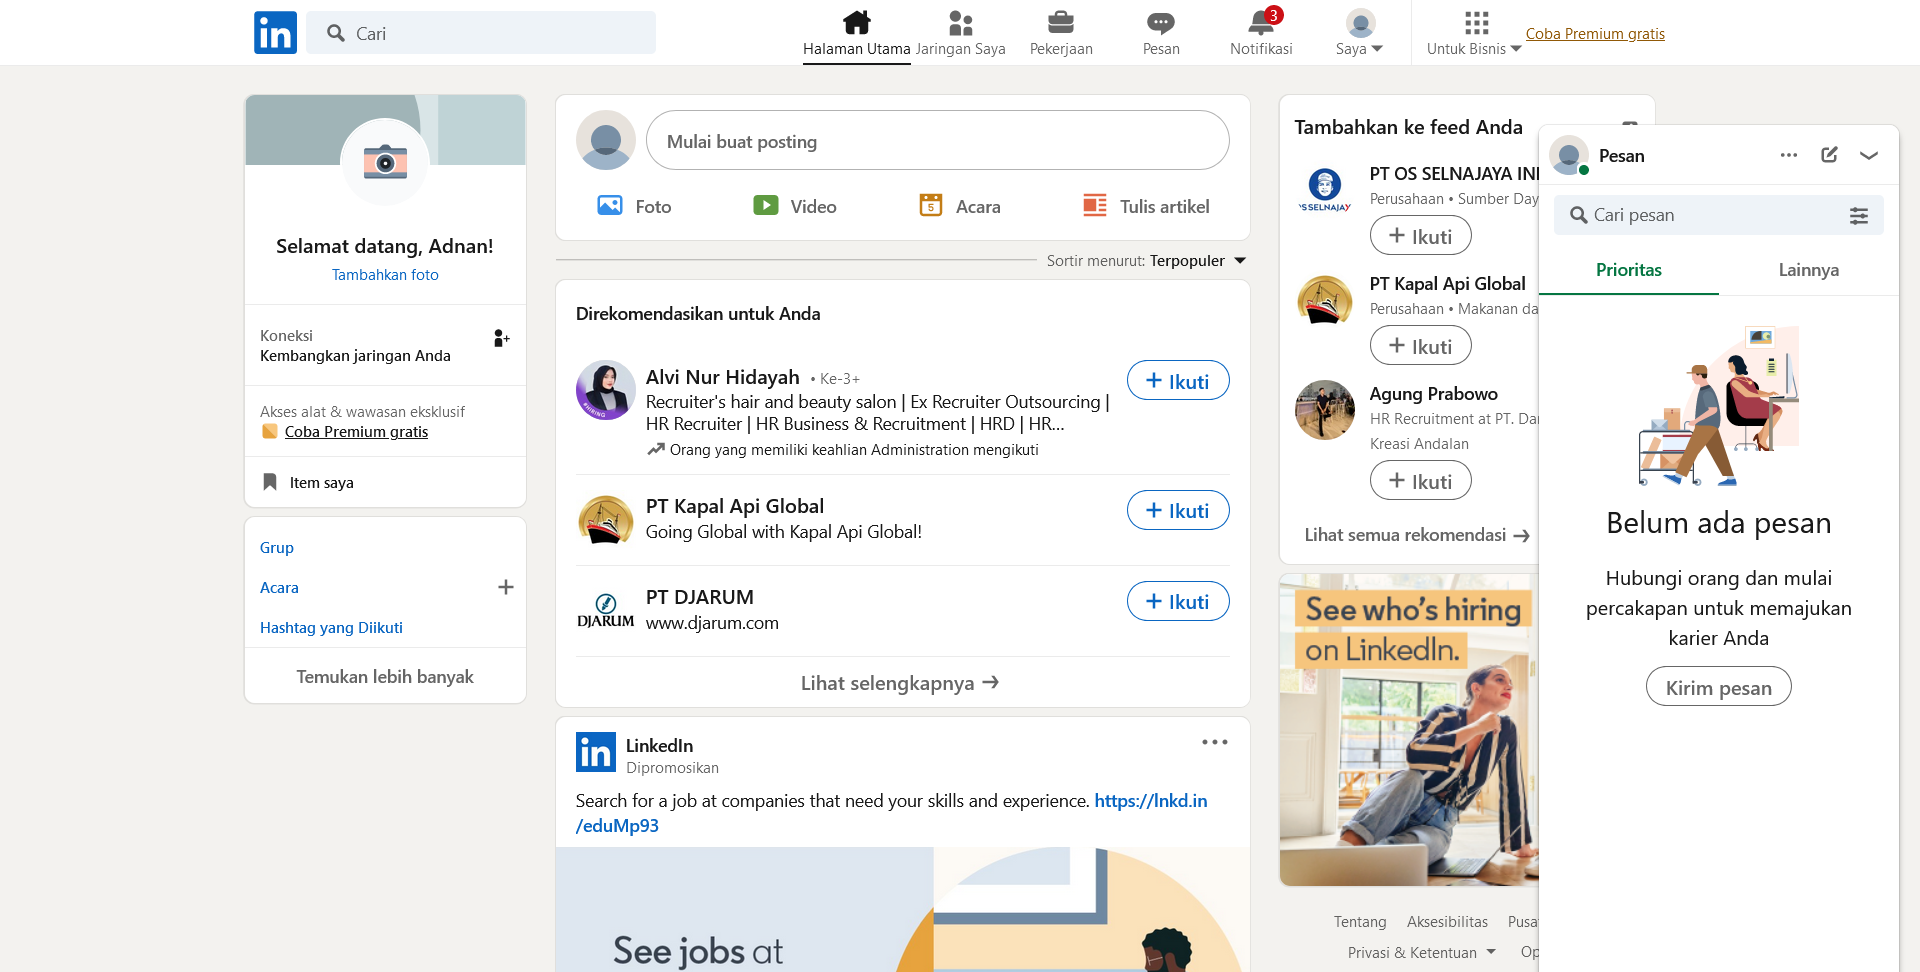 in
Cari
Halaman Utama
Jaringan Saya
Pekerjaan
Pesan
3
Notifikasi
Saya
Untuk Bisnis
Coba Premium gratis
Selamat datang, Adnan!
Tambahkan foto
Koneksi
Kembangkan jaringan Anda
Akses alat & wawasan eksklusif
Coba Premium gratis
Item saya
Grup
Acara
Hashtag yang Diikuti
Temukan lebih banyak
Mulai buat posting
Foto
Video
5
Acara
Tulis artikel
Sortir menurut: Terpopuler
Direkomendasikan untuk Anda
Alvi Nur Hidayah • Ke-3+
Recruiter's hair and beauty salon | Ex Recruiter Outsourcing |
HR Recruiter | HR Business & Recruitment | HRD | HR...
Orang yang memiliki keahlian Administration mengikuti
Ikuti
PT Kapal Api Global
Going Global with Kapal Api Global!
Ikuti
DJARUM
PT DJARUM
www.djarum.com
Ikuti
Lihat selengkapnya
in
LinkedIn
Dipromosikan
Search for a job at companies that need your skills and experience. https://lnkd.in
/eduMp93
See jobs at
Tambahkan ke feed Anda
PT OS SELNAJAYA
Perusahaan • Sumber
Ikuti
PT Kapal Api Global
Perusahaan • Makanan
Ikuti
Agung Prabowo
HR Recruitment at PT.
Kreasi Andalan
Ikuti
Lihat semua rekomendasi
See who's hiring
on LinkedIn.
Tentang
Aksesibilitas
Privasi & Ketentuan
Pesan
Cari pesan
Prioritas
Lainnya
Belum ada pesan
Hubungi orang dan mulai
percakapan untuk memajukan
karier Anda
Kirim pesan